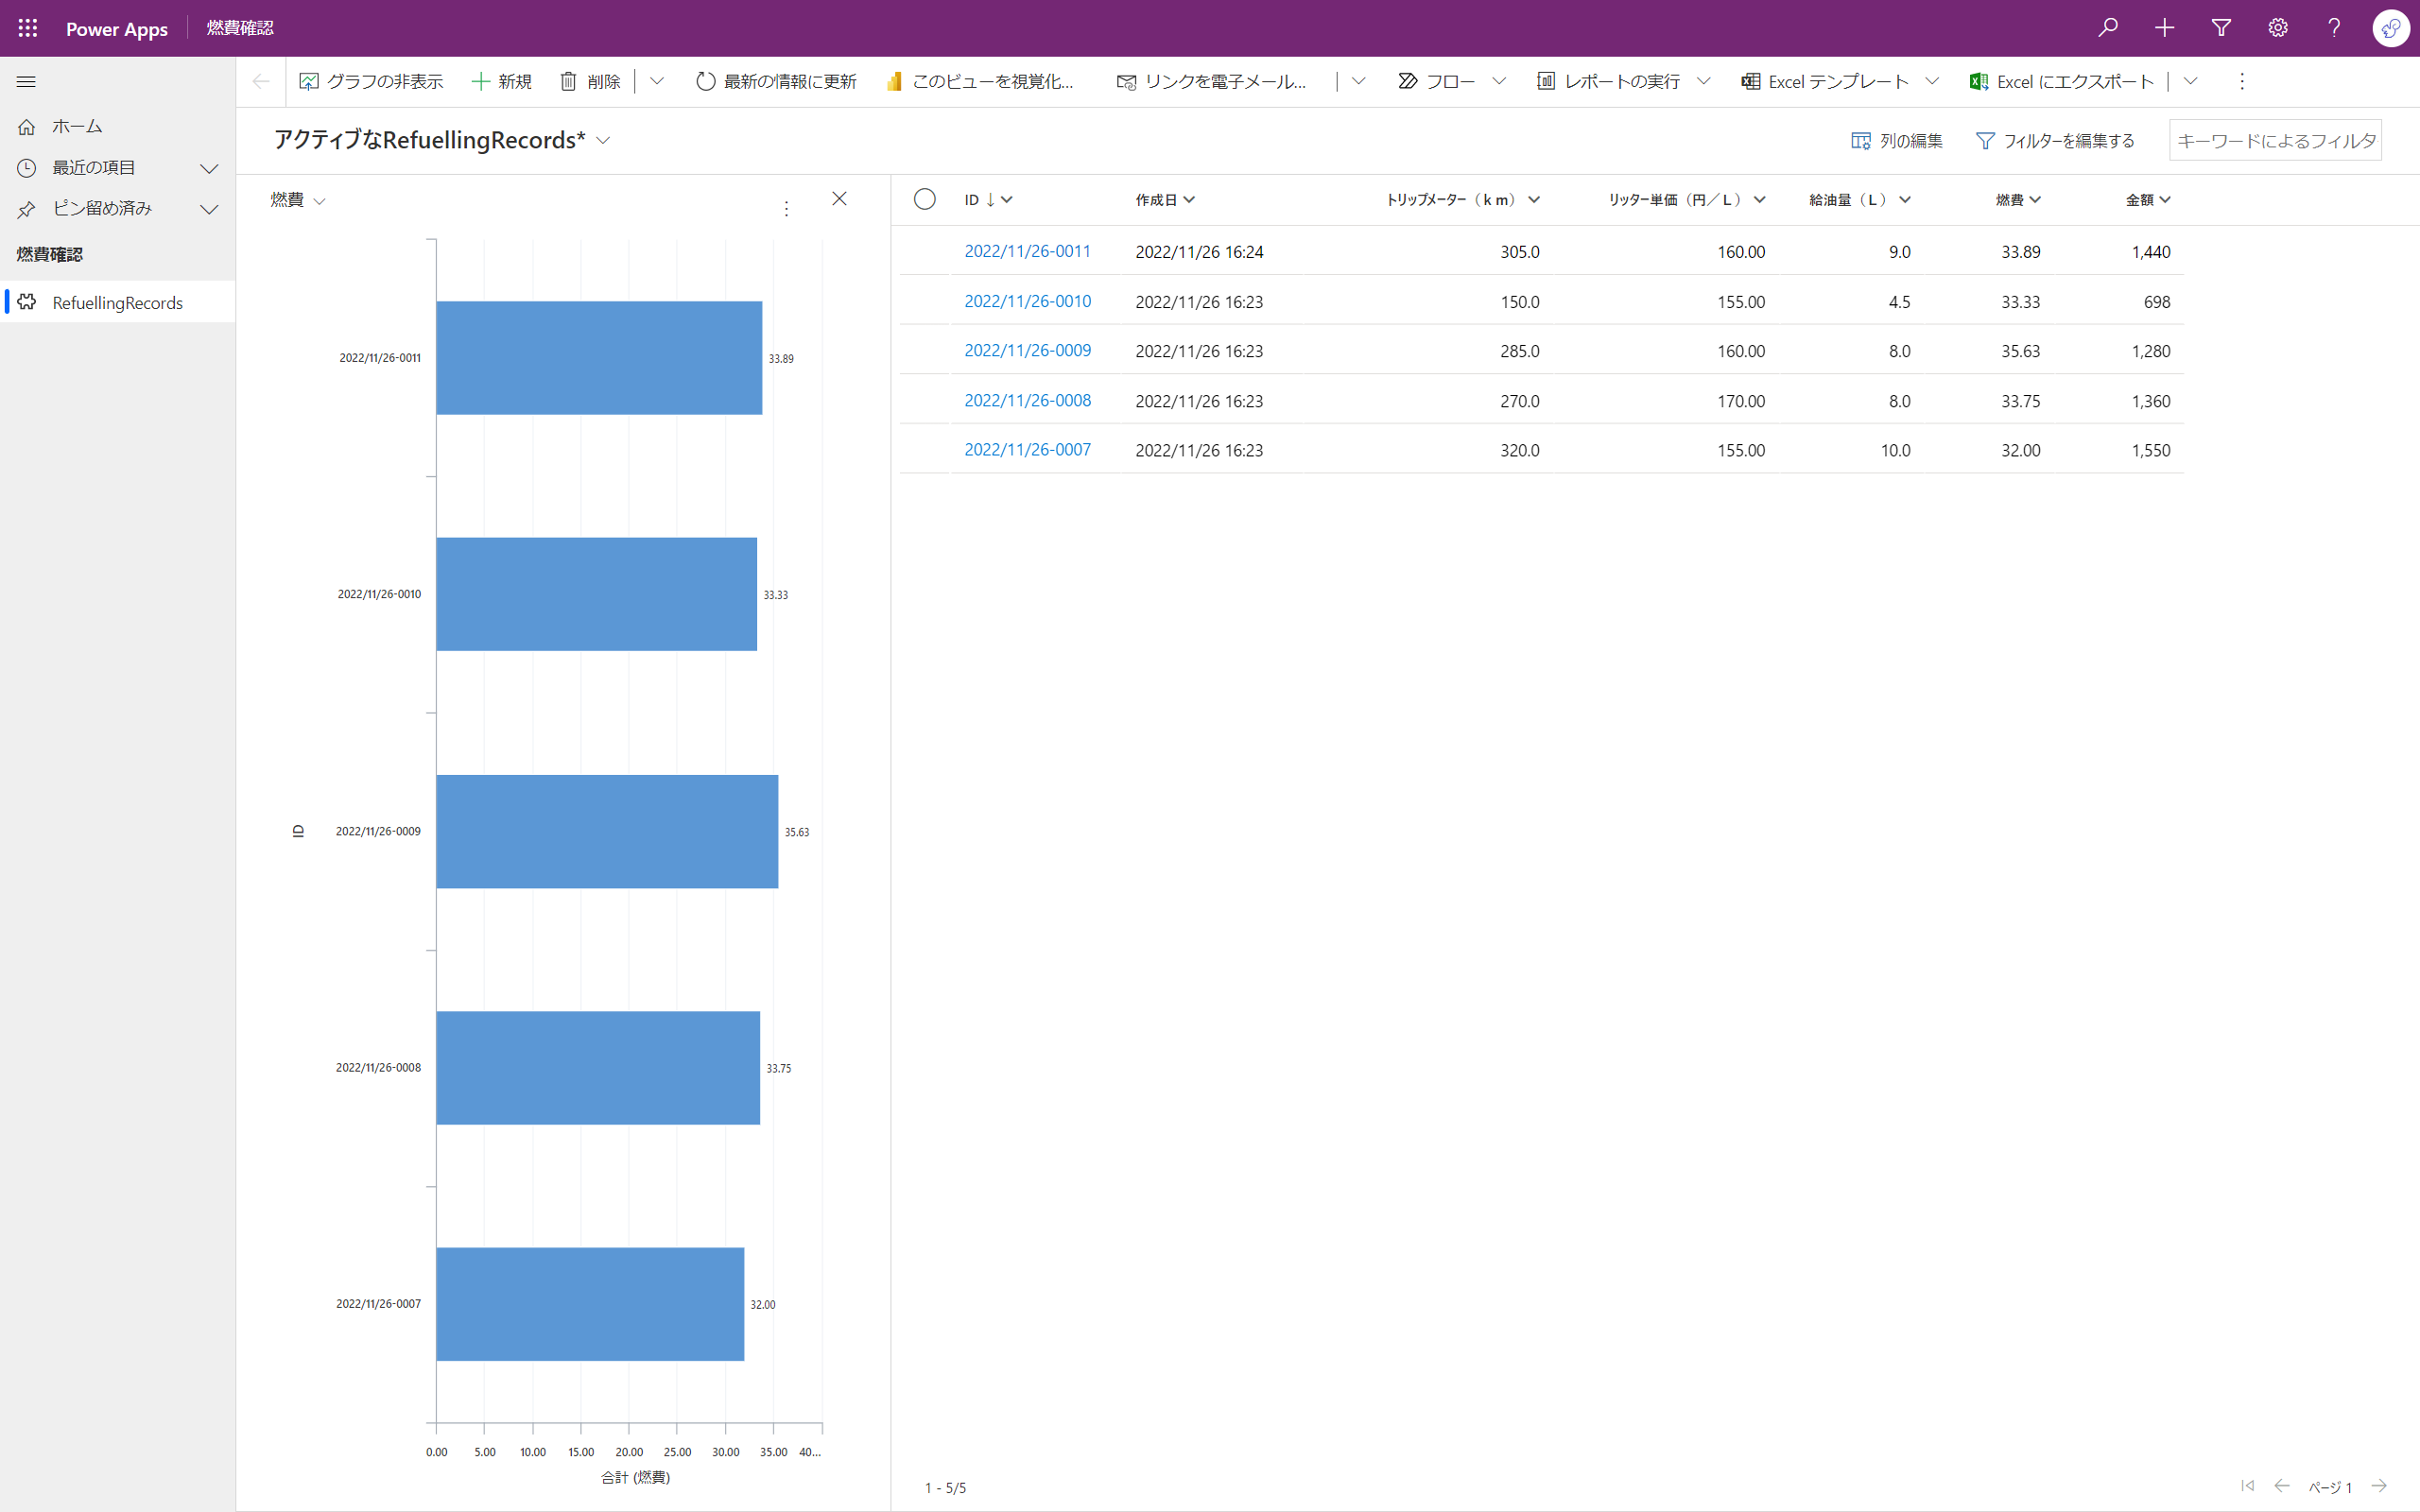 Power Apps 燃費確認
グラフの非表示 新規 削除 最新の情報に更新 このビューを視覚化... リンクを電子メール... フロー レポートの実行 Excel テンプレート Excel にエクスポート
ホーム
最近の項目
ピン留め済み
燃費確認
RefuellingRecords
アクティブなRefuellingRecords*
列の編集 フィルターを編集する キーワードによるフィルタ
燃費
2022/11/26-0011 33.89
2022/11/26-0010 33.33
ID 2022/11/26-0009 35.63
2022/11/26-0008 33.75
2022/11/26-0007 32.00
0.00 5.00 10.00 15.00 20.00 25.00 30.00 35.00 40...
合計 (燃費)
ID ↓ 作成日 トリップメーター（ｋｍ） リッター単価（円／Ｌ） 給油量（Ｌ） 燃費 金額
2022/11/26-0011 2022/11/26 16:24 305.0 160.00 9.0 33.89 1,440
2022/11/26-0010 2022/11/26 16:23 150.0 155.00 4.5 33.33 698
2022/11/26-0009 2022/11/26 16:23 285.0 160.00 8.0 35.63 1,280
2022/11/26-0008 2022/11/26 16:23 270.0 170.00 8.0 33.75 1,360
2022/11/26-0007 2022/11/26 16:23 320.0 155.00 10.0 32.00 1,550
1 - 5/5
ページ 1